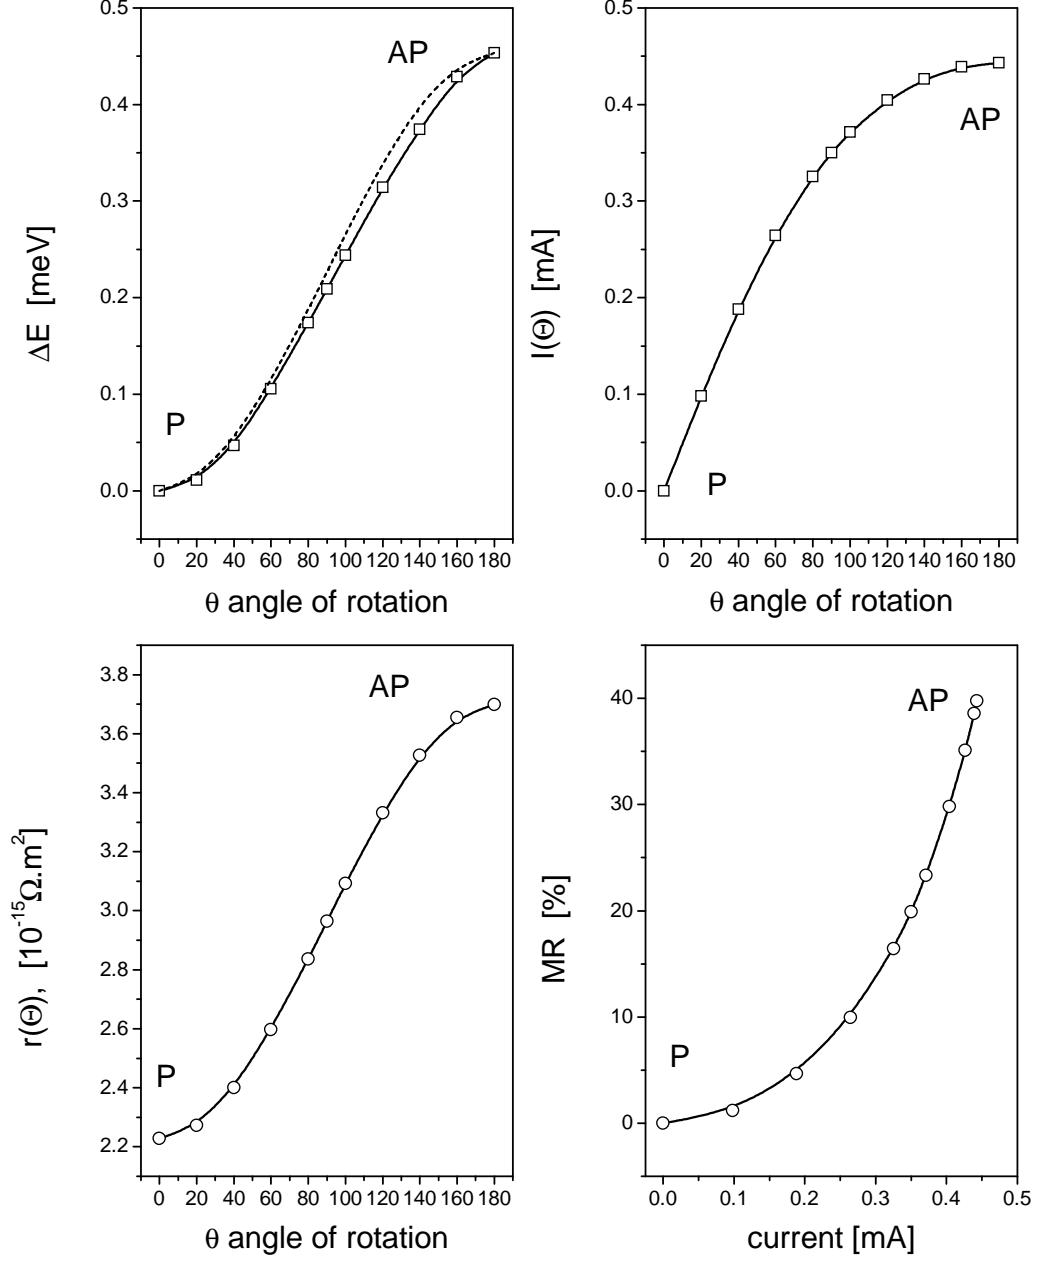 0.5
0.4
0.3
0.2
0.1
0.0
ΔE [meV]
AP
P
0 20 40 60 80 100 120 140 160 180
θ angle of rotation
0.5
0.4
0.3
0.2
0.1
0.0
I(Θ) [mA]
AP
P
0 20 40 60 80 100 120 140 160 180
θ angle of rotation
3.8
3.6
3.4
3.2
3.0
2.8
2.6
2.4
2.2
r(Θ), [10⁻¹⁵Ω.m²]
AP
P
0 20 40 60 80 100 120 140 160 180
θ angle of rotation
40
30
20
10
0
MR [%]
AP
P
0.0 0.1 0.2 0.3 0.4 0.5
current [mA]